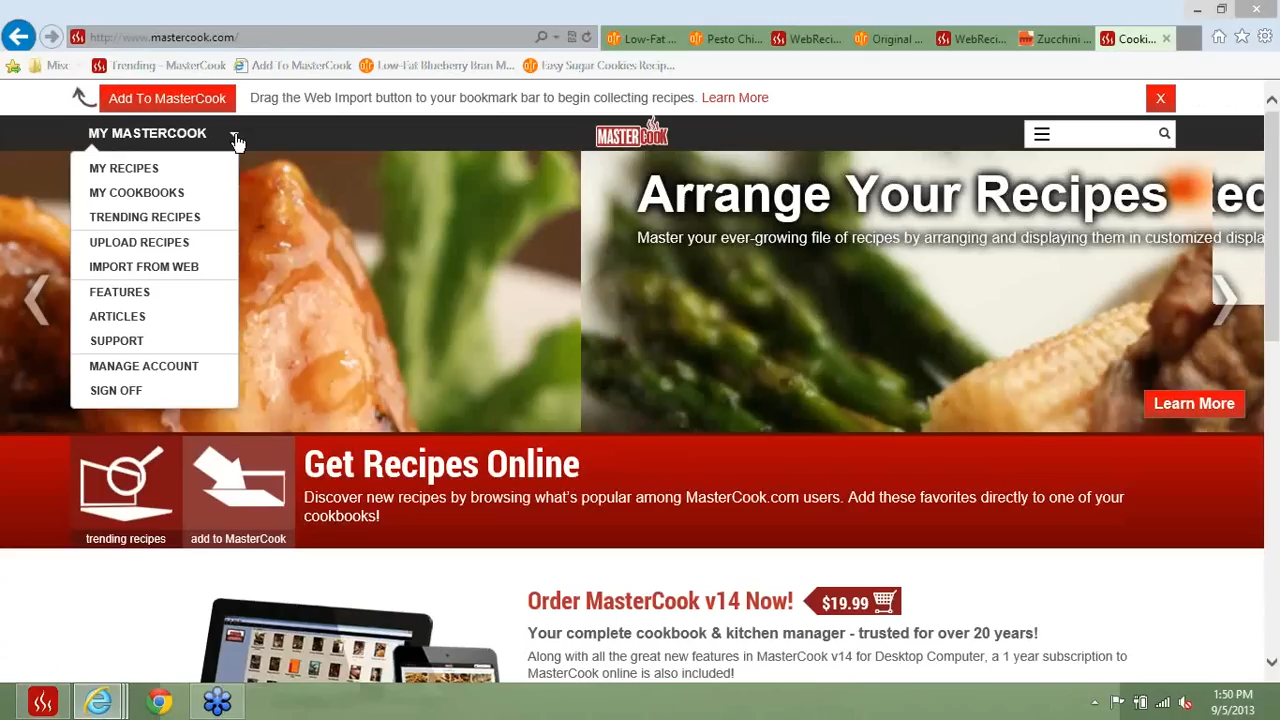 http://www.mastercook.com/
Low-Fat ...
Pesto Chi...
WebReci...
Original ...
WebReci...
Zucchini ...
Cooki...
Misc
Trending - MasterCook
Add To MasterCook
Low-Fat Blueberry Bran M...
Easy Sugar Cookies Recip...
Add To MasterCook
Drag the Web Import button to your bookmark bar to begin collecting recipes. Learn More
X
MY MASTERCOOK
MASTERCOOK
MY RECIPES
MY COOKBOOKS
TRENDING RECIPES
UPLOAD RECIPES
IMPORT FROM WEB
FEATURES
ARTICLES
SUPPORT
MANAGE ACCOUNT
SIGN OFF
Arrange Your Recipes
Master your ever-growing file of recipes by arranging and displaying them in customized displa
Learn More
Get Recipes Online
Discover new recipes by browsing what's popular among MasterCook.com users. Add these favorites directly to one of your
cookbooks!
trending recipes
add to MasterCook
Order MasterCook v14 Now!
$19.99
Your complete cookbook & kitchen manager - trusted for over 20 years!
Along with all the great new features in MasterCook v14 for Desktop Computer, a 1 year subscription to
MasterCook online is also included!
1:50 PM
9/5/2013